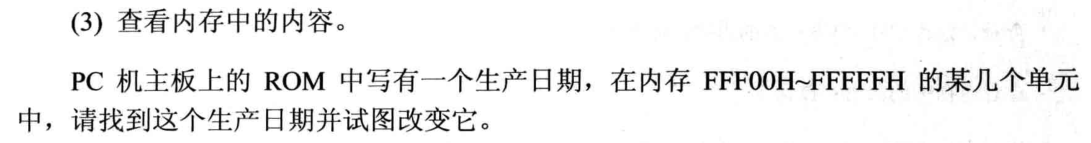 (3) 查看内存中的内容。
PC 机主板上的 ROM 中写有一个生产日期，在内存 FFF00H~FFFFFH 的某几个单元
中，请找到这个生产日期并试图改变它。